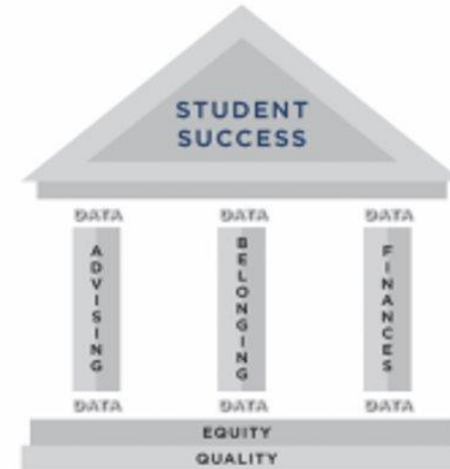 STUDENT
SUCCESS
DATA DATA DATA
ADVISING
BELONGING
FINANCES
DATA DATA DATA
EQUITY
QUALITY